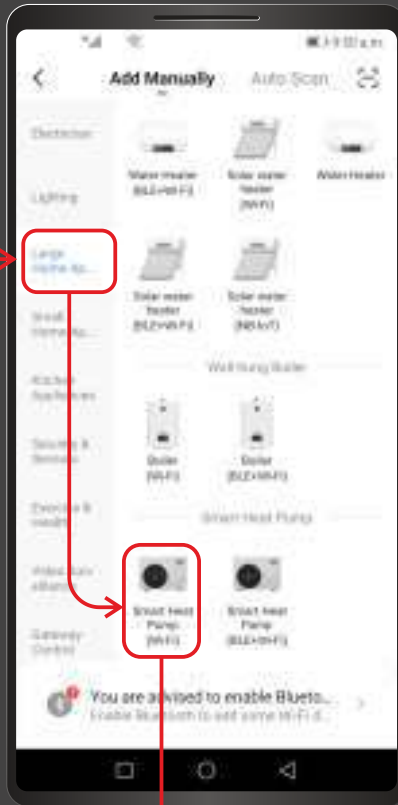 Add Manually Auto Scan
Electrician
Lighting
Large
Home Ap...
Small
Home Ap...
Kitchen
Appliances
Security &
Exercise &
Health
Gateway
Control
Water Heater
(BLE+Wi-Fi)
Solar water
heater
(Wi-Fi)
Water Heater
Solar water
heater
(BLE+Wi-Fi)
Solar water
heater
(NB-IoT)
Wall Hung Boiler
Boiler
(Wi-Fi)
Boiler
(BLE+Wi-Fi)
Smart Heat Pump
Smart Heat
Pump
(Wi-Fi)
Smart Heat
Pump
(BLE+Wi-Fi)
You are advised to enable Blueto...
Enable Bluetooth to add some Wi-Fi d...